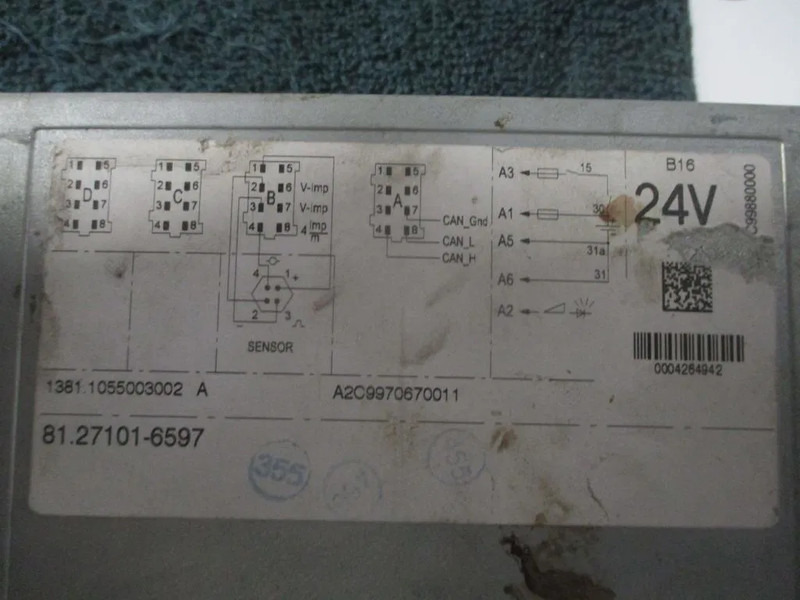 1 5
2 6
D
3 7
4 8
1 5
2 6
C
3 7
4 8
1 5
2 6 V-Imp
B
3 7 V-Imp
4 8 4 Imp
m
1 5
2 6
A
3 7
4 8
CAN_Gnd
CAN_L
CAN_H
4 1 +
2 3
−
SENSOR
A3 15
A1 30
A5 31a
A6 31
A2
B16
24V
C99880000
0004264942
1381.1055003002 A
A2C9970670011
81.27101-6597
355